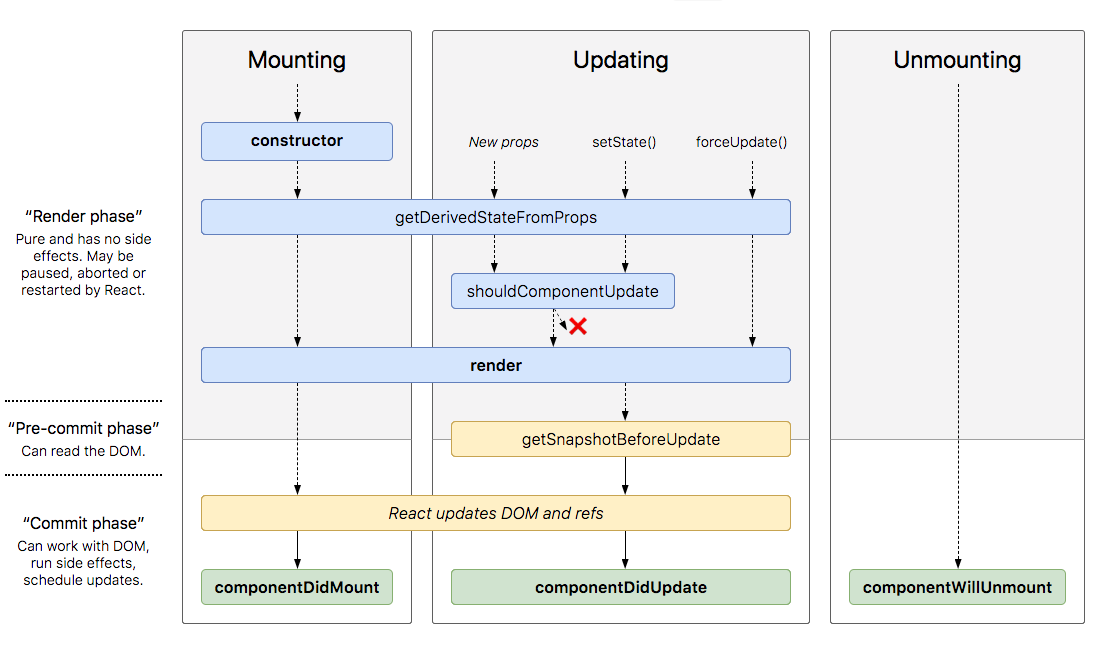 Mounting
Updating
Unmounting
constructor
New props
setState()
forceUpdate()
“Render phase”
Pure and has no side
effects. May be
paused, aborted or
restarted by React.
getDerivedStateFromProps
shouldComponentUpdate
render
“Pre-commit phase”
Can read the DOM.
getSnapshotBeforeUpdate
“Commit phase”
Can work with DOM,
run side effects,
schedule updates.
React updates DOM and refs
componentDidMount
componentDidUpdate
componentWillUnmount